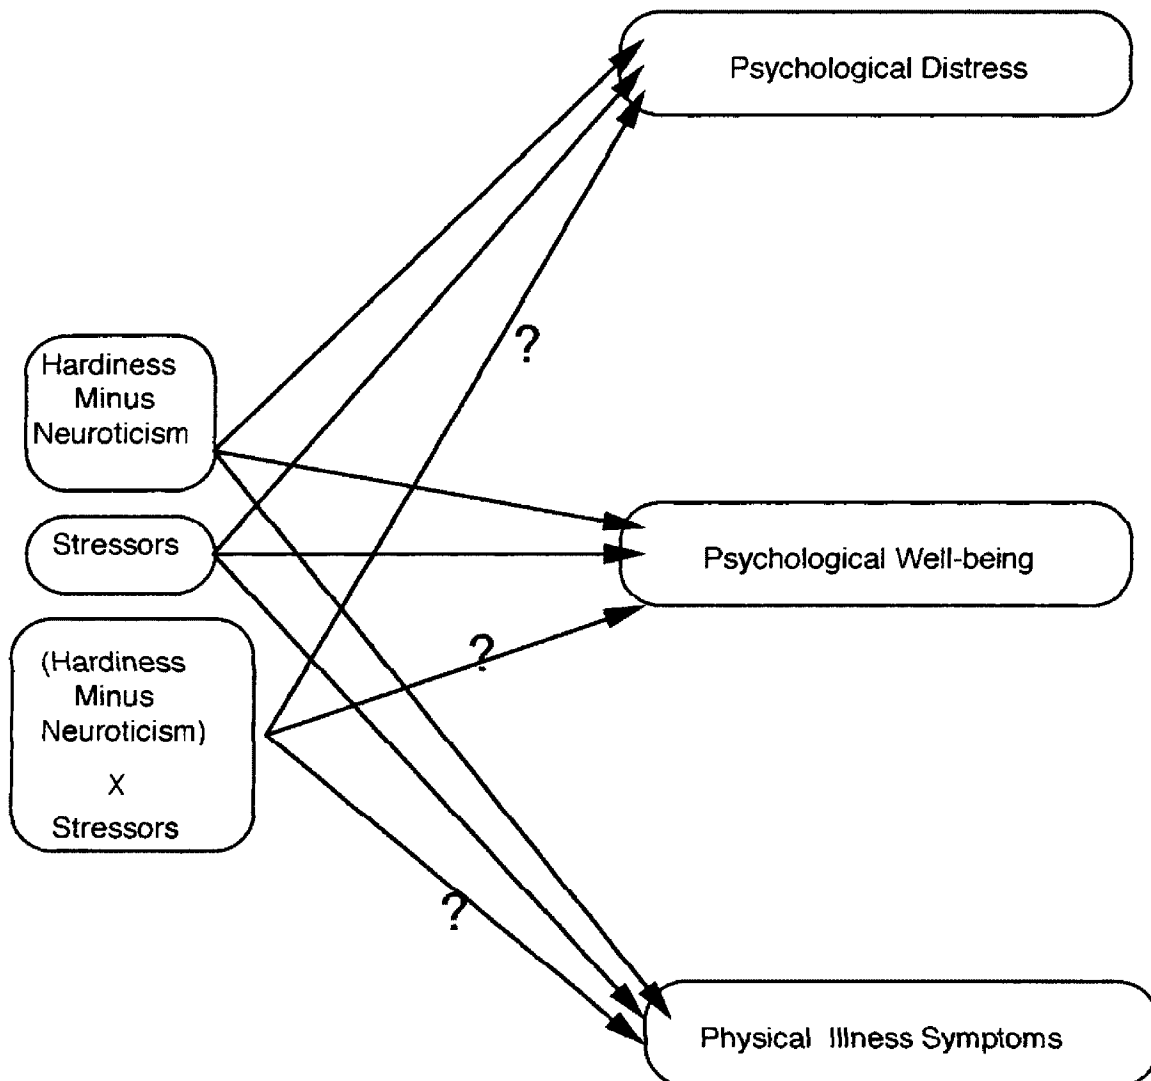 Psychological Distress
?
Hardiness
Minus
Neuroticism
Stressors
Psychological Well-being
(Hardiness
Minus
Neuroticism)
X
Stressors
?
?
Physical Illness Symptoms